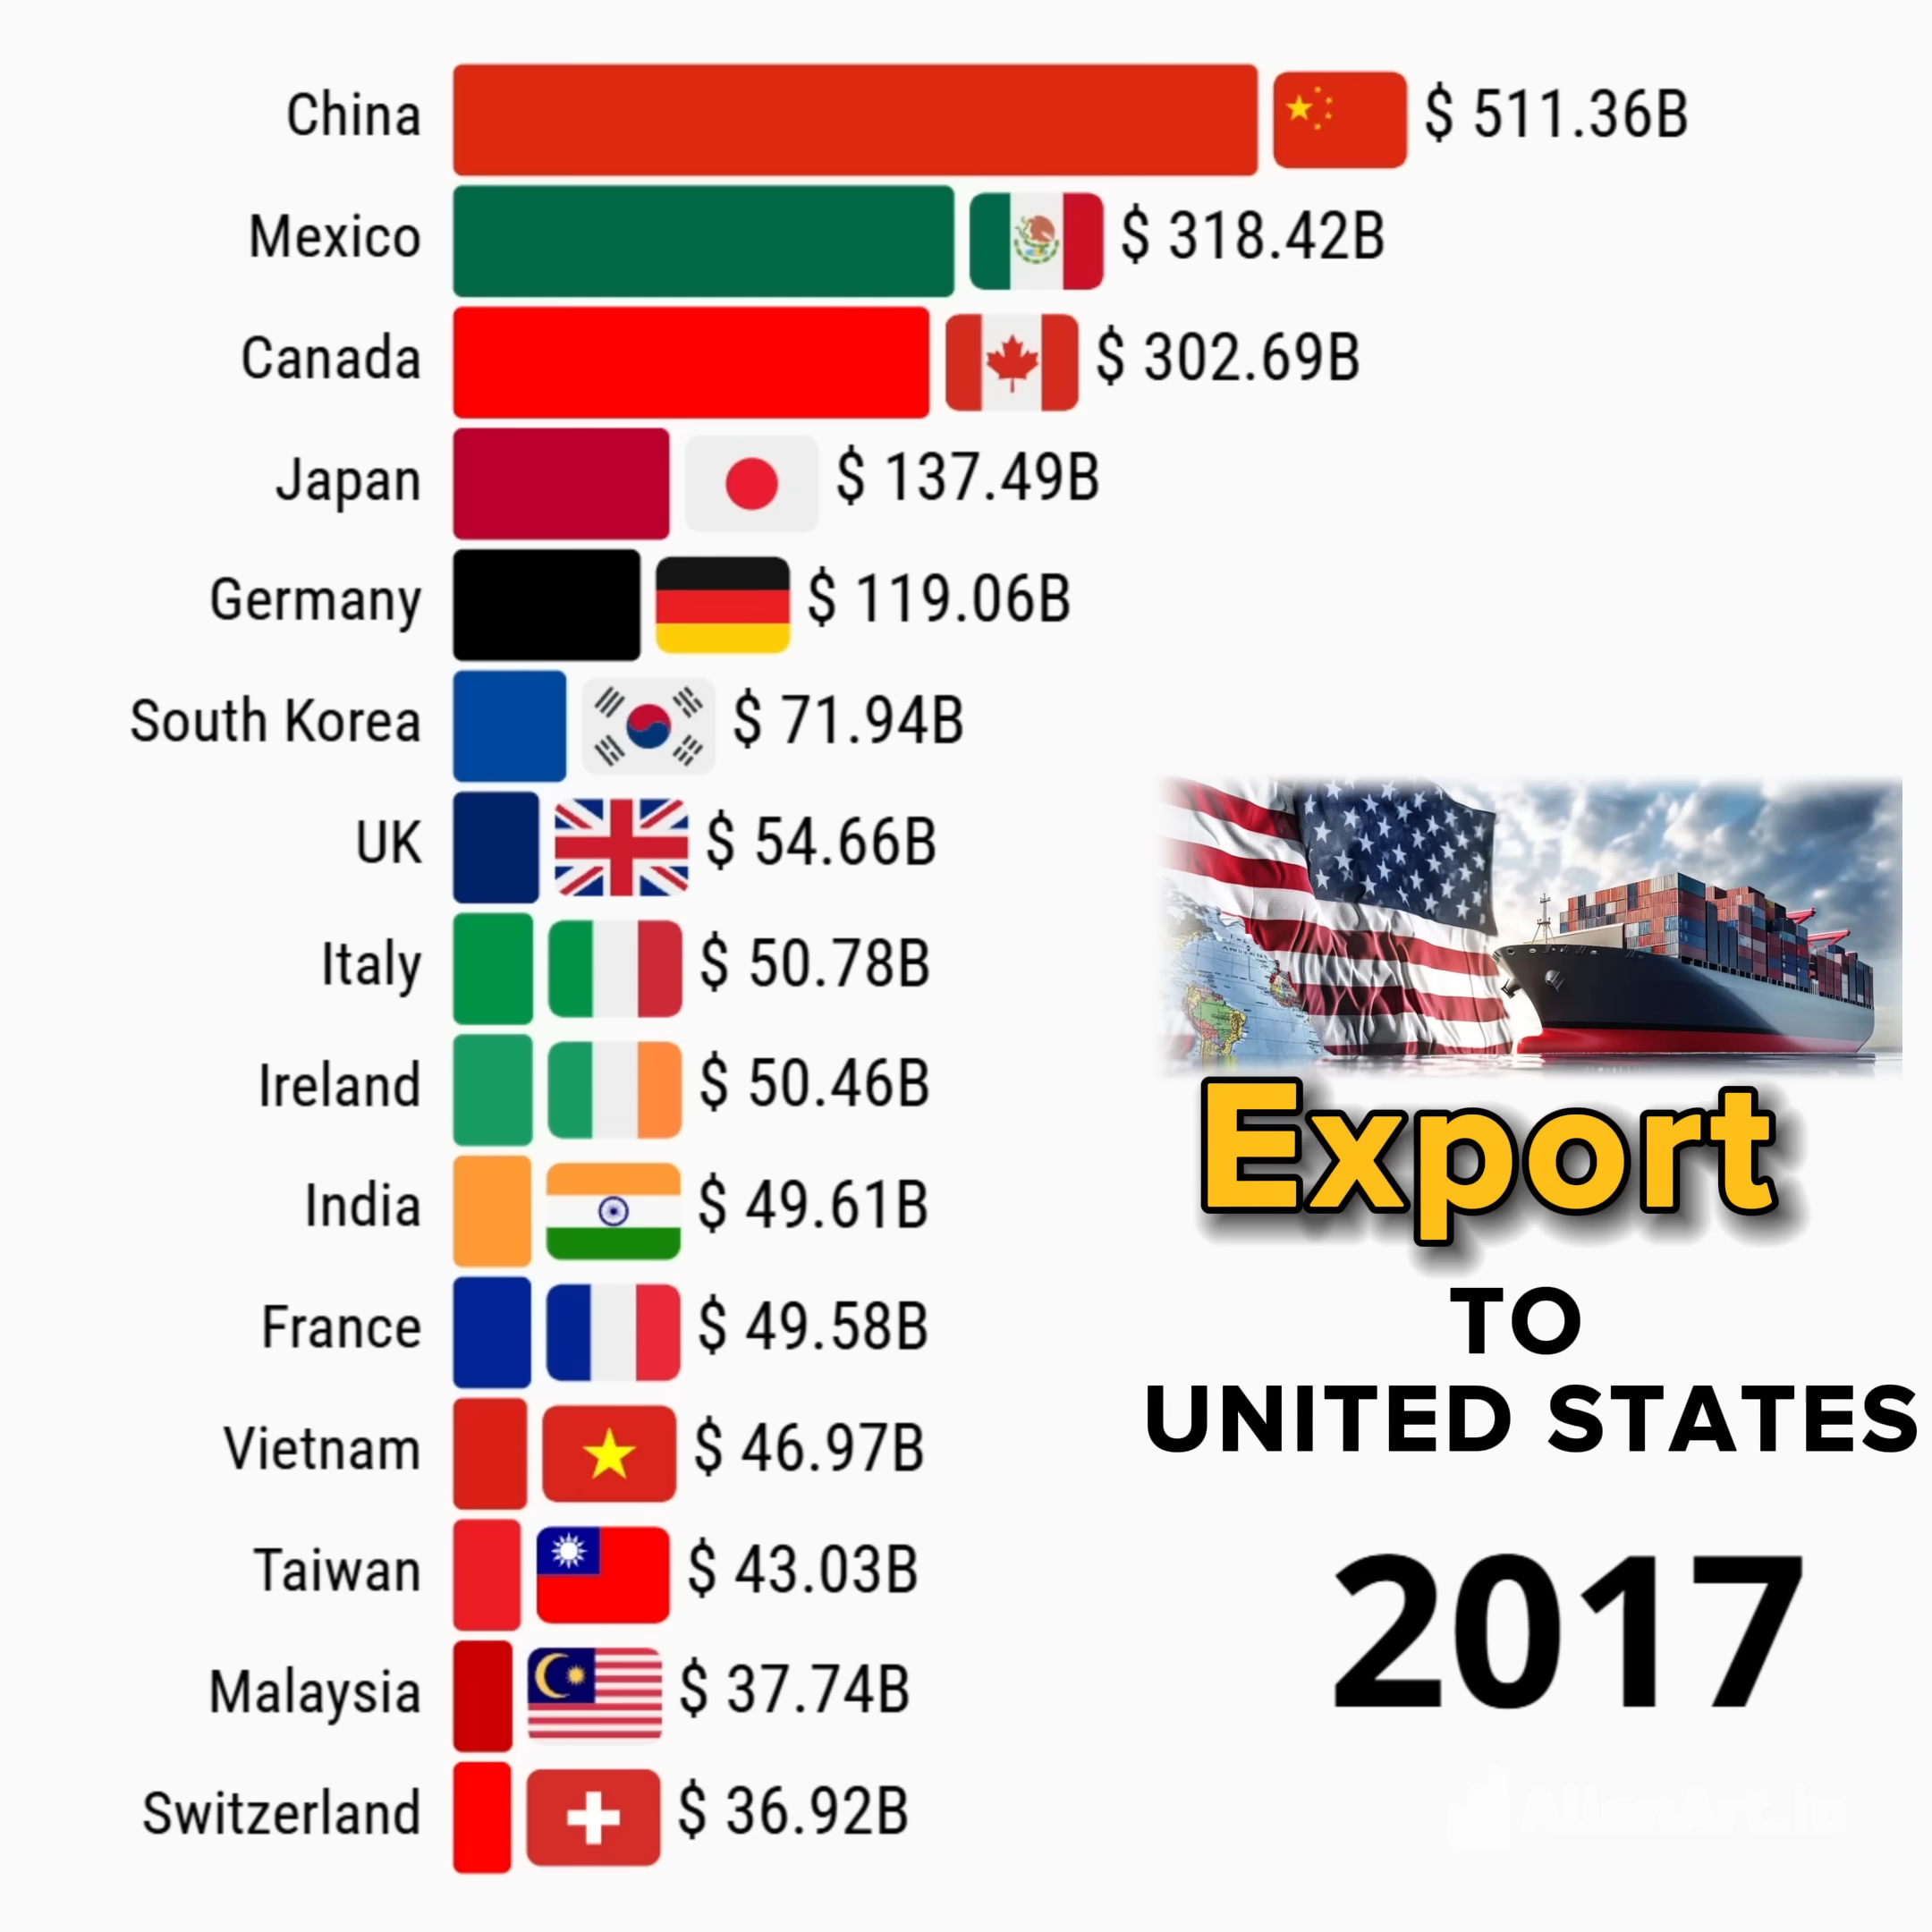 China $ 511.36B
Mexico $ 318.42B
Canada $ 302.69B
Japan $ 137.49B
Germany $ 119.06B
South Korea $ 71.94B
UK $ 54.66B
Italy $ 50.78B
Ireland $ 50.46B
India $ 49.61B
France $ 49.58B
Vietnam $ 46.97B
Taiwan $ 43.03B
Malaysia $ 37.74B
Switzerland $ 36.92B
Export
TO
UNITED STATES
2017